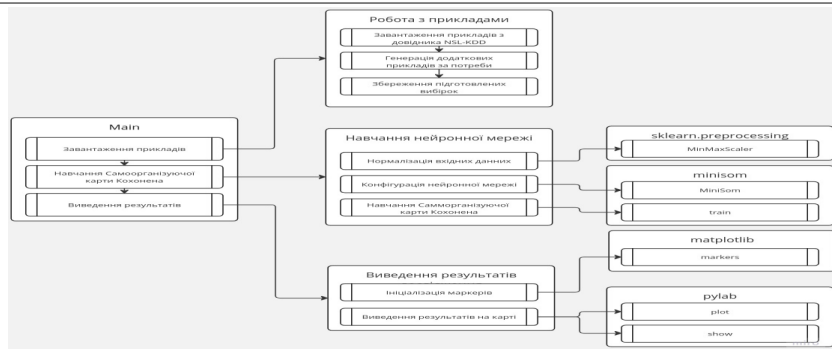 Робота з прикладами
Завантаження прикладів з
довідника NSL-KDD
Генерація додаткових
прикладів за потреби
Збереження підготовлених
вибірок
Main
Завантаження прикладів
Навчання Самоорганізуючої
карти Кохонена
Виведення результатів
Навчання нейронної мережі
Нормалізація вхідних данних
Конфігурація нейронної мережі
Навчання Самморганізуючої
карти Кохонена
sklearn.preprocessing
MinMaxScaler
minisom
MiniSom
train
Виведення результатів
Ініціалізація маркерів
Виведення результатів на карті
matplotlib
markers
pylab
plot
show